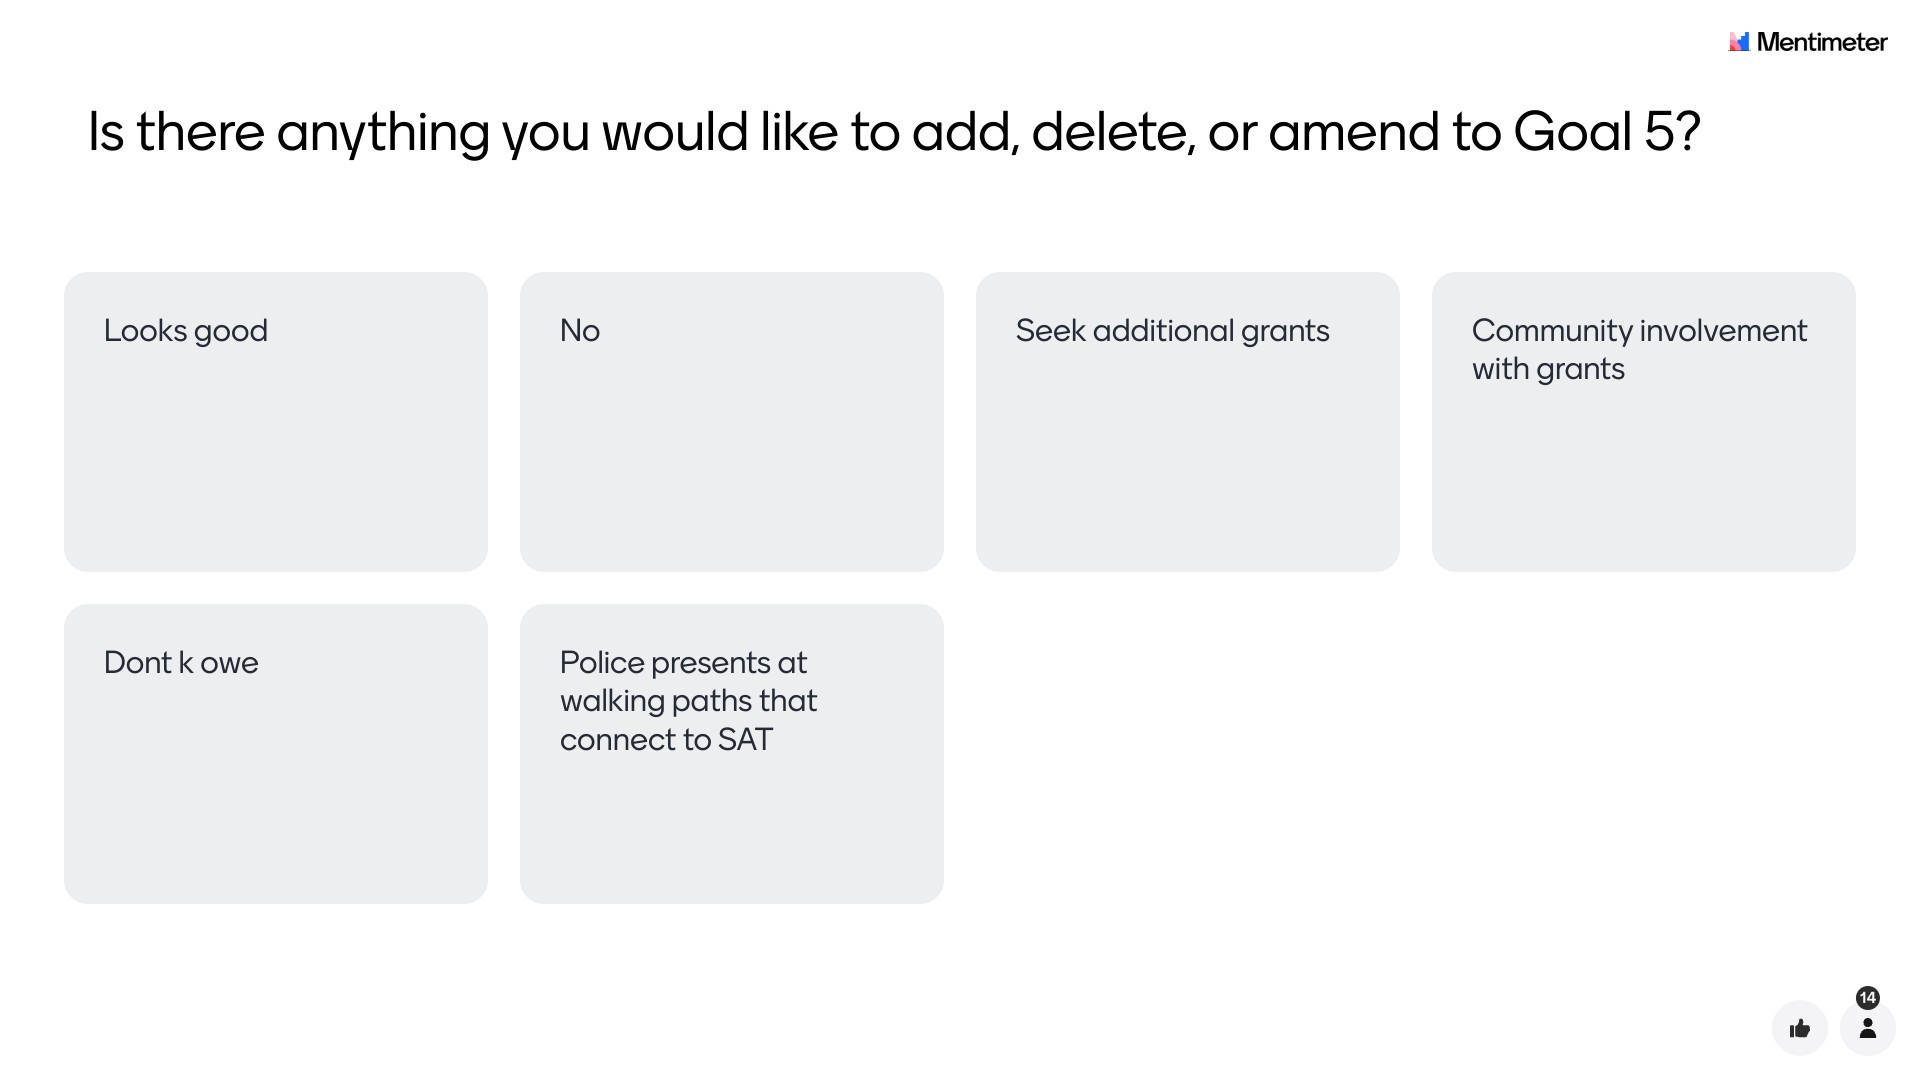 Mentimeter
Is there anything you would like to add, delete, or amend to Goal 5?
Looks good
No
Seek additional grants
Community involvement
with grants
Dont k owe
Police presents at
walking paths that
connect to SAT
14